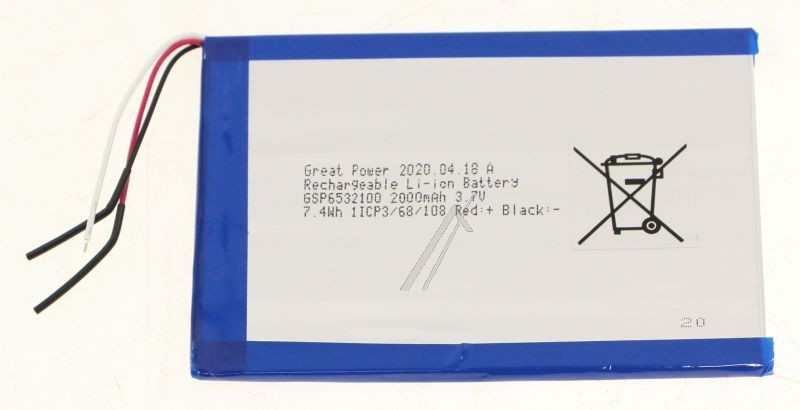 Great Power 2020.04.18 A
Rechargeable Li-ion Battery
GSP6532100 2000mAh 3.7V
7.4Wh 1ICP3/68/108 Red:+ Black:-
20